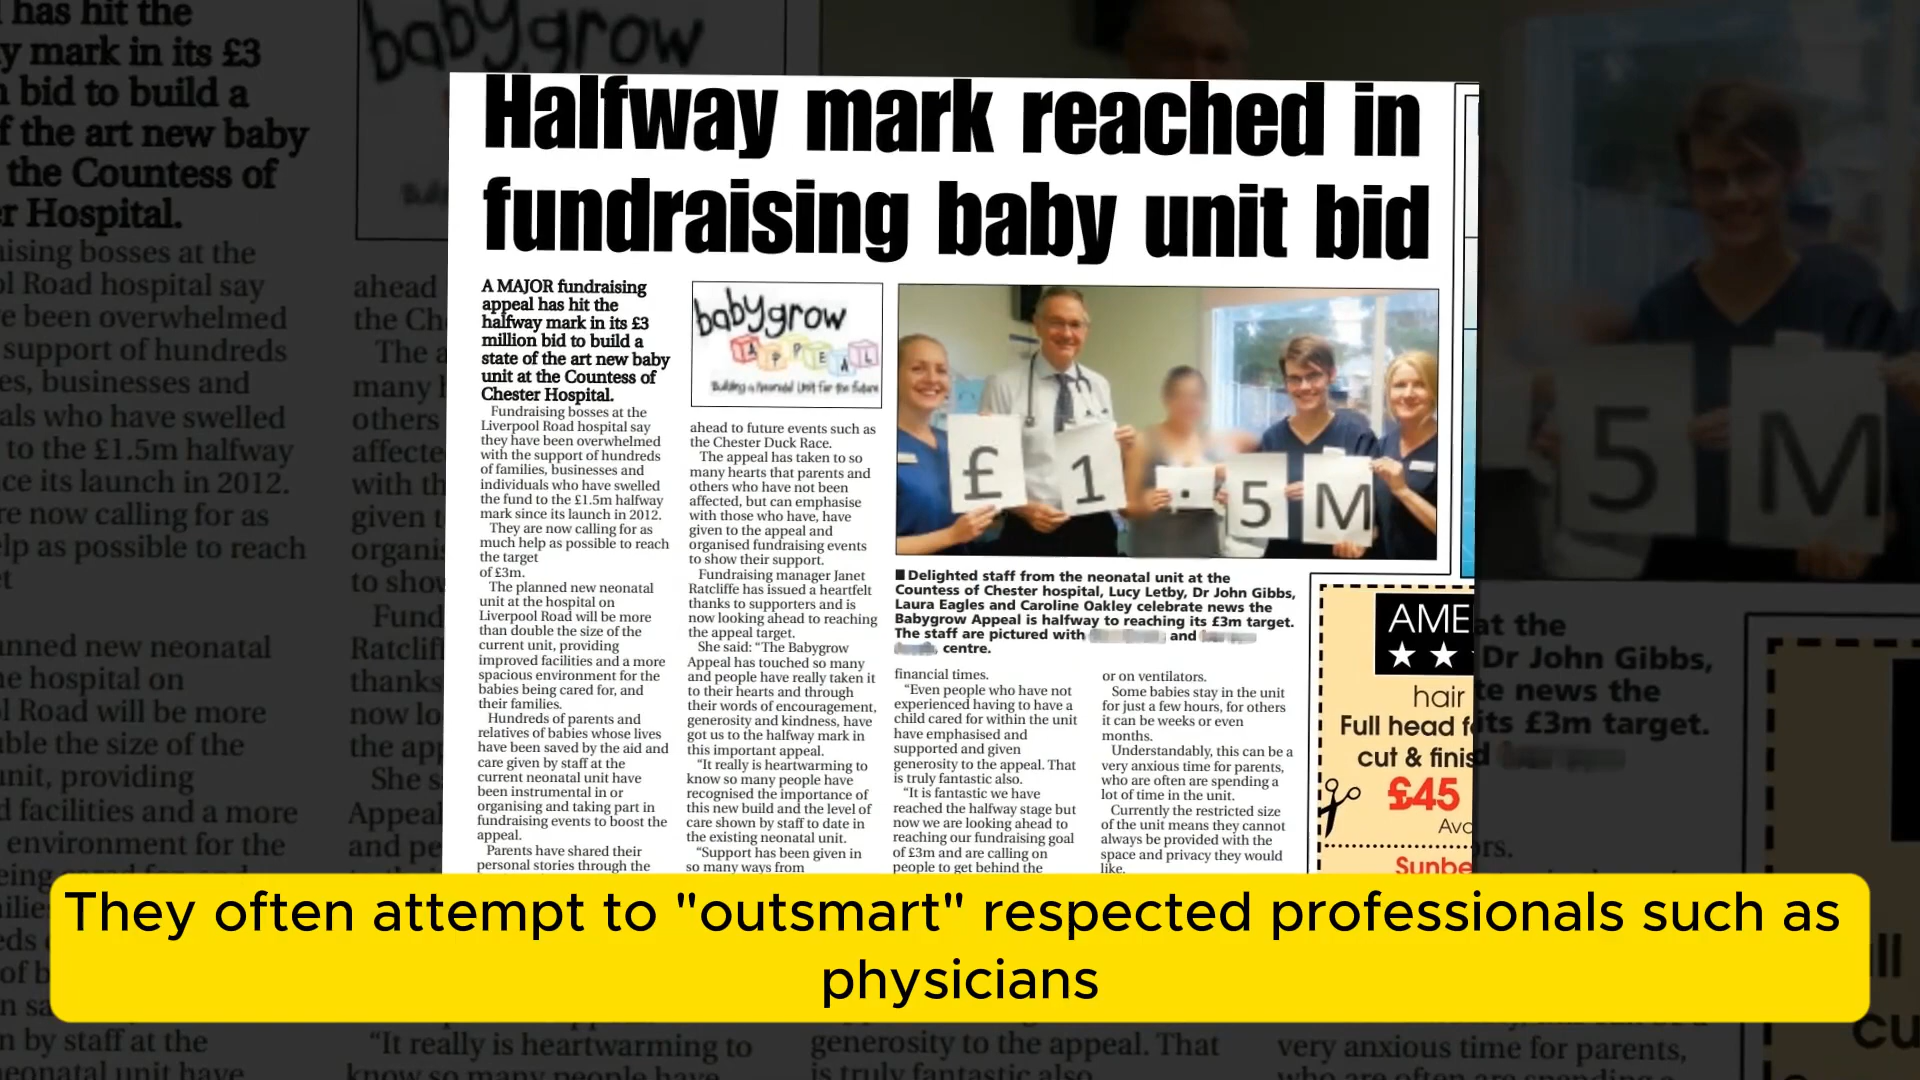 Halfway mark reached in
fundraising baby unit bid
A MAJOR fundraising
appeal has hit the
halfway mark in its £3
million bid to build a
state of the art new baby
unit at the Countess of
Chester Hospital.
Fundraising bosses at the
Liverpool Road hospital say
they have been overwhelmed
with the support of hundreds
of families, businesses and
individuals who have swelled
the fund to the £1.5m halfway
mark since its launch in 2012.
They are now calling for as
much help as possible to reach
the target
of £3m.
The planned new neonatal
unit at the hospital on
Liverpool Road will be more
than double the size of the
current unit, providing
improved facilities and a more
spacious environment for the
babies being cared for, and
their families.
Hundreds of parents and
relatives of babies whose lives
have been saved by the aid and
care given by staff at the
current neonatal unit have
been instrumental in or
organising and taking part in
fundraising events to boost the
appeal.
Parents have shared their
personal stories through the
babygrow
APPEAL
Building a Neonatal Unit for the future
ahead to future events such as
the Chester Duck Race.
The appeal has taken to so
many hearts that parents and
others who have not been
affected, but can emphasise
with those who have, have
given to the appeal and
organised fundraising events
to show their support.
Fundraising manager Janet
Ratcliffe has issued a heartfelt
thanks to supporters and is
now looking ahead to reaching
the appeal target.
She said: “The Babygrow
Appeal has touched so many
and people have really taken it
to their hearts and through
their words of encouragement,
generosity and kindness, have
got us to the halfway mark in
this important appeal.
“It really is heartwarming to
know so many people have
recognised the importance of
this new build and the level of
care shown by staff to date in
the existing neonatal unit.
“Support has been given in
so many ways from
£ 1 . 5 M
■ Delighted staff from the neonatal unit at the
Countess of Chester hospital, Lucy Letby, Dr John Gibbs,
Laura Eagles and Caroline Oakley celebrate news the
Babygrow Appeal is halfway to reaching its £3m target.
The staff are pictured with and
, centre.
financial times.
“Even people who have not
experienced having to have a
child cared for within the unit
have emphasised and
supported and given
generosity to the appeal. That
is truly fantastic also.
“It is fantastic we have
reached the halfway stage but
now we are looking ahead to
reaching our fundraising goal
of £3m and are calling on
people to get behind the
or on ventilators.
Some babies stay in the unit
for just a few hours, for others
it can be weeks or even
months.
Understandably, this can be a
very anxious time for parents,
who are often are spending a
lot of time in the unit.
Currently the restricted size
of the unit means they cannot
always be provided with the
space and privacy they would
like.
AME
★ ★
hair
Full head
cut & finis
£45
Sunbe
They often attempt to "outsmart" respected professionals such as
physicians